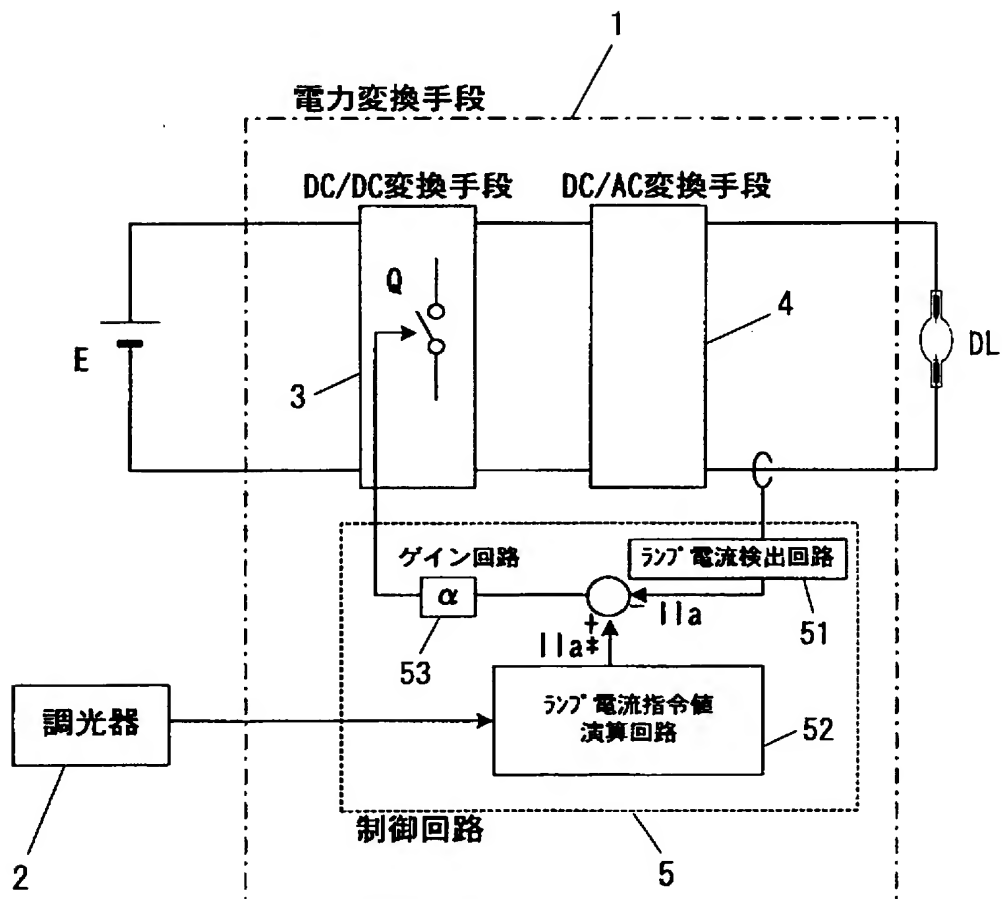 1
電力変換手段
DC/DC変換手段
DC/AC変換手段
Q
E
3
4
DL
ゲイン回路
ランプ電流検出回路
α
53
-
Ila
51
+
Ila*
調光器
ランプ電流指令値
演算回路
52
制御回路
2
5